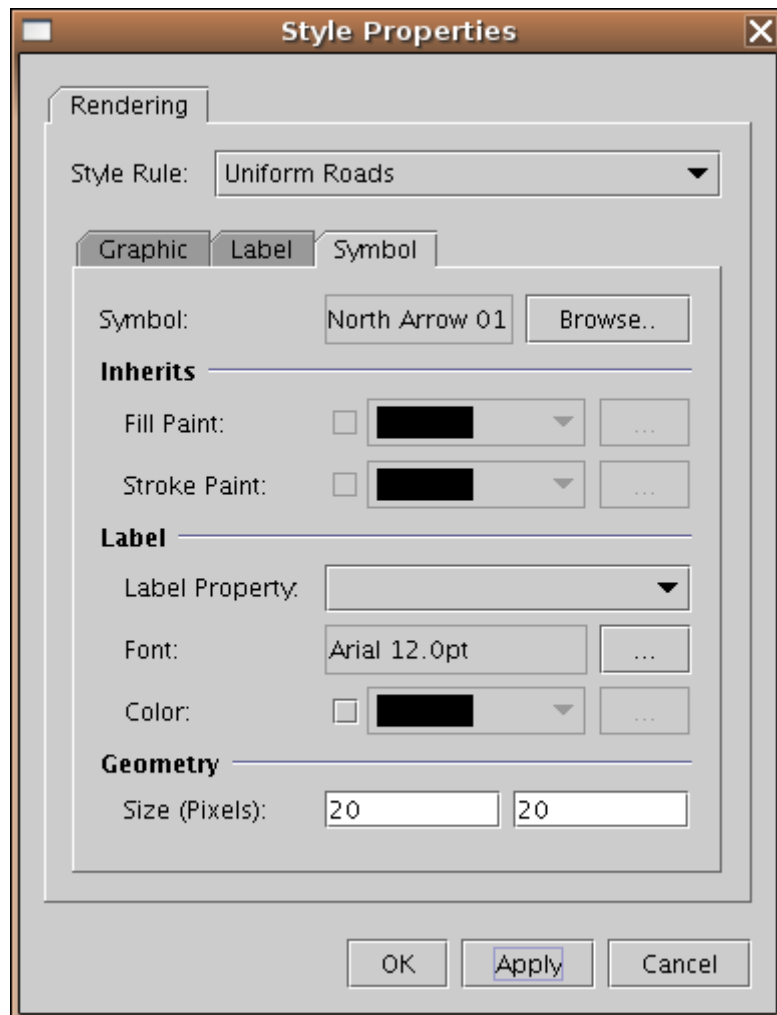 Style Properties
Rendering
Style Rule: Uniform Roads
Graphic Label Symbol
Symbol: North Arrow 01 Browse..
Inherits
Fill Paint: ...
Stroke Paint: ...
Label
Label Property:
Font: Arial 12.0pt ...
Color: ...
Geometry
Size (Pixels): 20 20
OK Apply Cancel